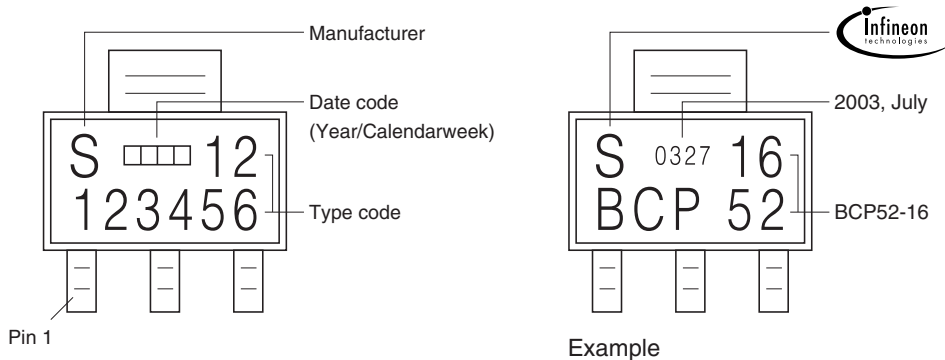 Manufacturer
Date code
(Year/Calendarweek)
S 12
123456
Type code
Pin 1
Infineon
technologies
2003, July
S 0327 16
BCP 52
BCP52-16
Example